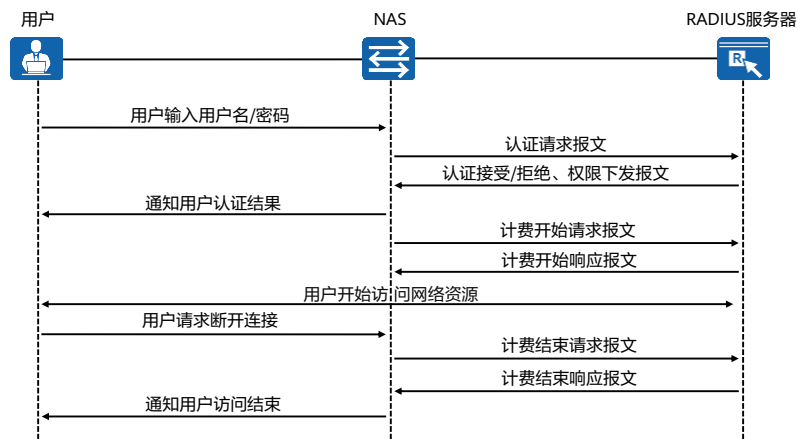 用户
NAS
RADIUS服务器
R
用户输入用户名/密码
认证请求报文
认证接受/拒绝、权限下发报文
通知用户认证结果
计费开始请求报文
计费开始响应报文
用户开始访问网络资源
用户请求断开连接
计费结束请求报文
计费结束响应报文
通知用户访问结束